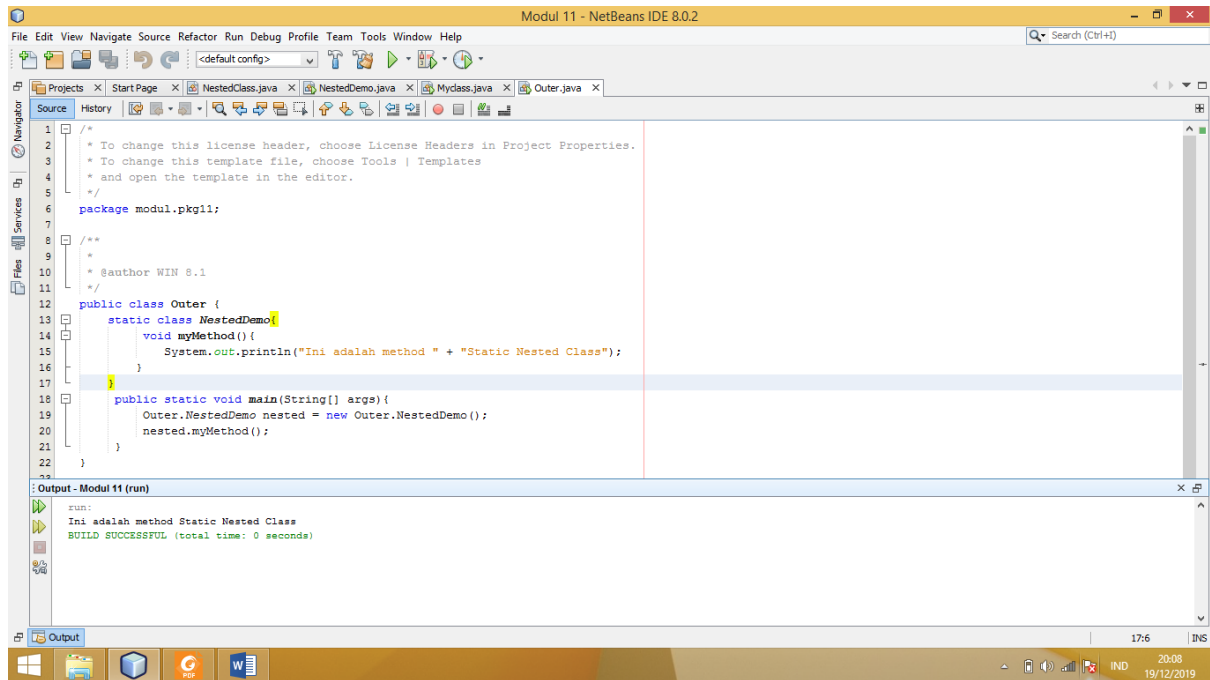 Modul 11 - NetBeans IDE 8.0.2
File Edit View Navigate Source Refactor Run Debug Profile Team Tools Window Help
Search (Ctrl+I)
<default config>
Projects Start Page NestedClass.java NestedDemo.java Myclass.java Outer.java
Source History
Navigator
Services
Files
1 /*
2 * To change this license header, choose License Headers in Project Properties.
3 * To change this template file, choose Tools | Templates
4 * and open the template in the editor.
5 */
6 package modul.pkg11;
7
8 /**
9 *
10 * @author WIN 8.1
11 */
12 public class Outer {
13 static class NestedDemo{
14 void myMethod(){
15 System.out.println("Ini adalah method " + "Static Nested Class");
16 }
17 }
18 public static void main(String[] args){
19 Outer.NestedDemo nested = new Outer.NestedDemo();
20 nested.myMethod();
21 }
22 }
23
Output - Modul 11 (run)
run:
Ini adalah method Static Nested Class
BUILD SUCCESSFUL (total time: 0 seconds)
Output
17:6 INS
PDF
IND
20:08
19/12/2019